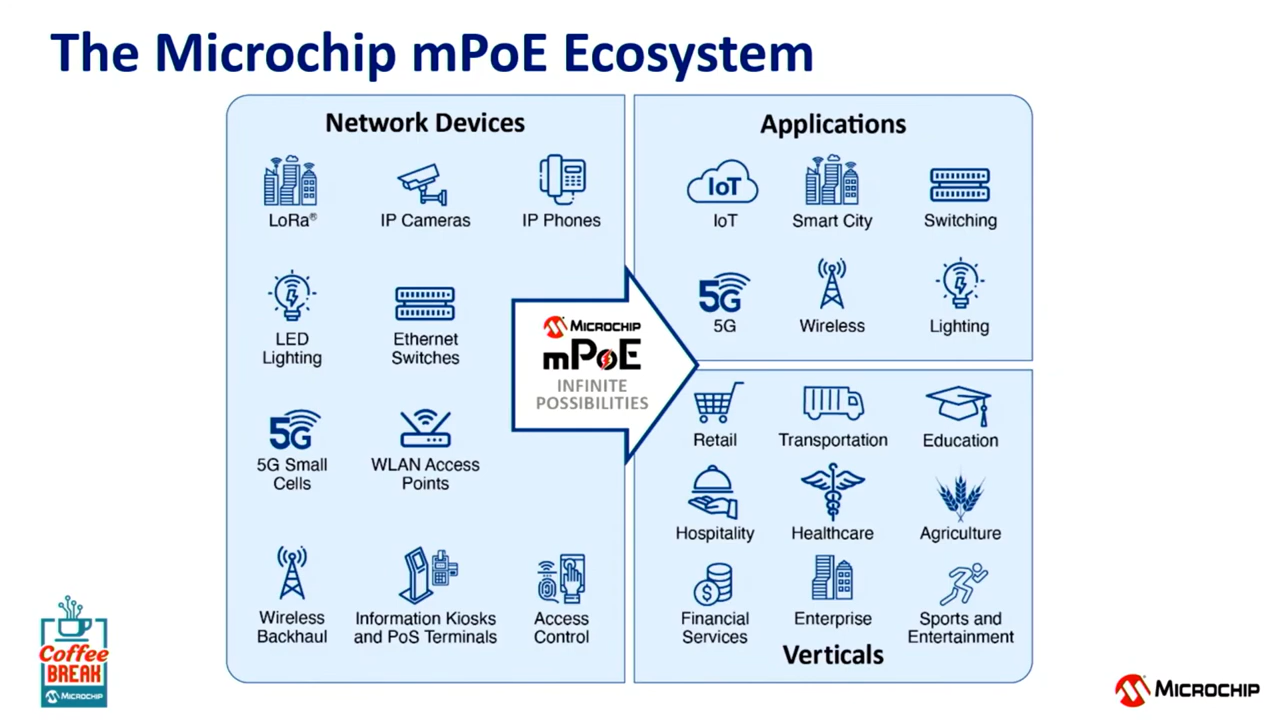 The Microchip mPoE Ecosystem
Network Devices
LoRa®
IP Cameras
IP Phones
LED
Lighting
Ethernet
Switches
5G
5G Small
Cells
WLAN Access
Points
Wireless
Backhaul
Information Kiosks
and PoS Terminals
Access
Control
MICROCHIP
mPoE
INFINITE
POSSIBILITIES
Applications
IoT
IoT
Smart City
Switching
5G
5G
Wireless
Lighting
Retail
Transportation
Education
Hospitality
Healthcare
Agriculture
$
Financial
Services
Enterprise
Sports and
Entertainment
Verticals
Coffee
BREAK
MICROCHIP
MICROCHIP